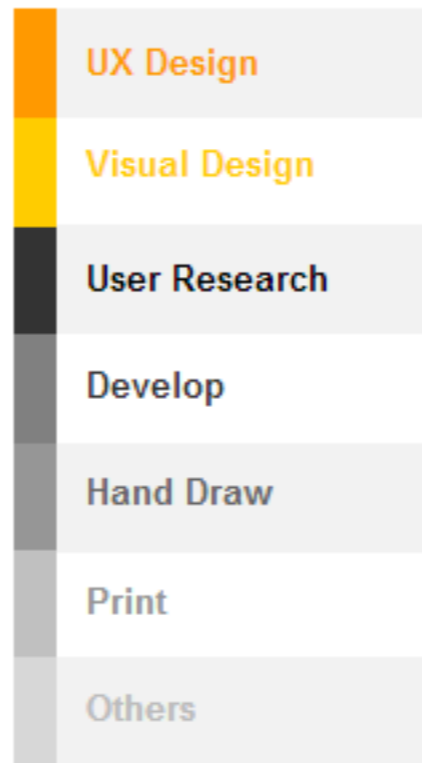 UX Design
Visual Design
User Research
Develop
Hand Draw
Print
Others